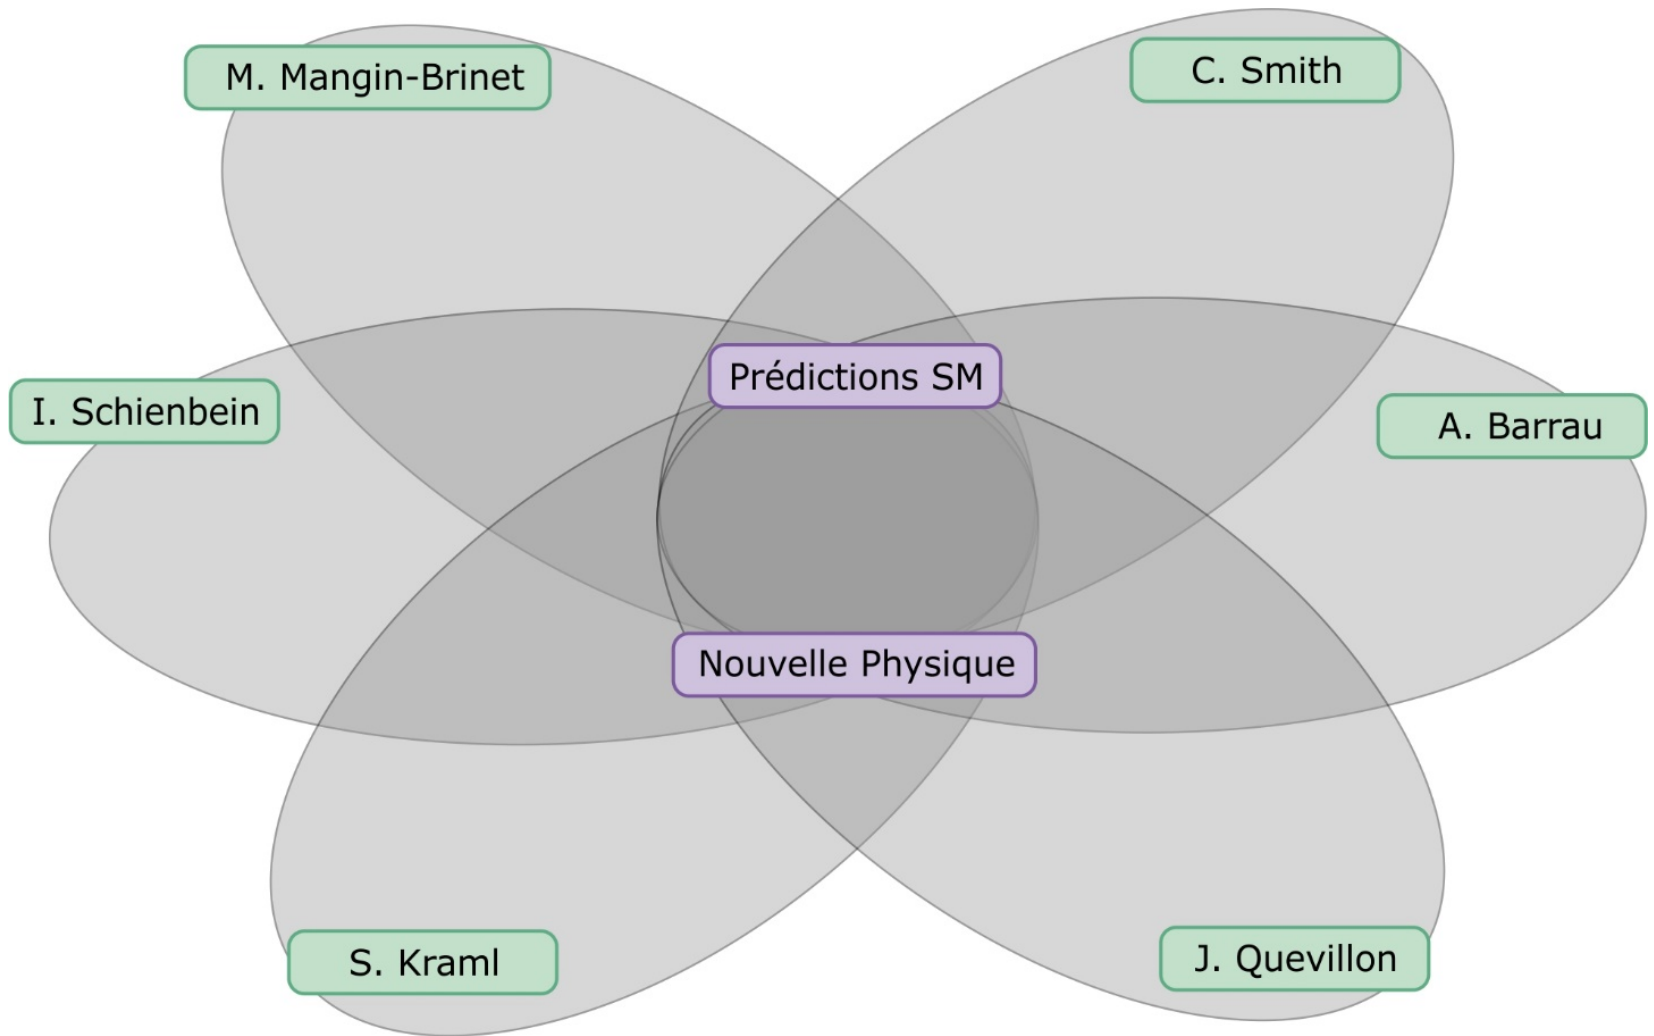 M. Mangin-Brinet
C. Smith
Prédictions SM
I. Schienbein
A. Barrau
Nouvelle Physique
S. Kraml
J. Quevillon